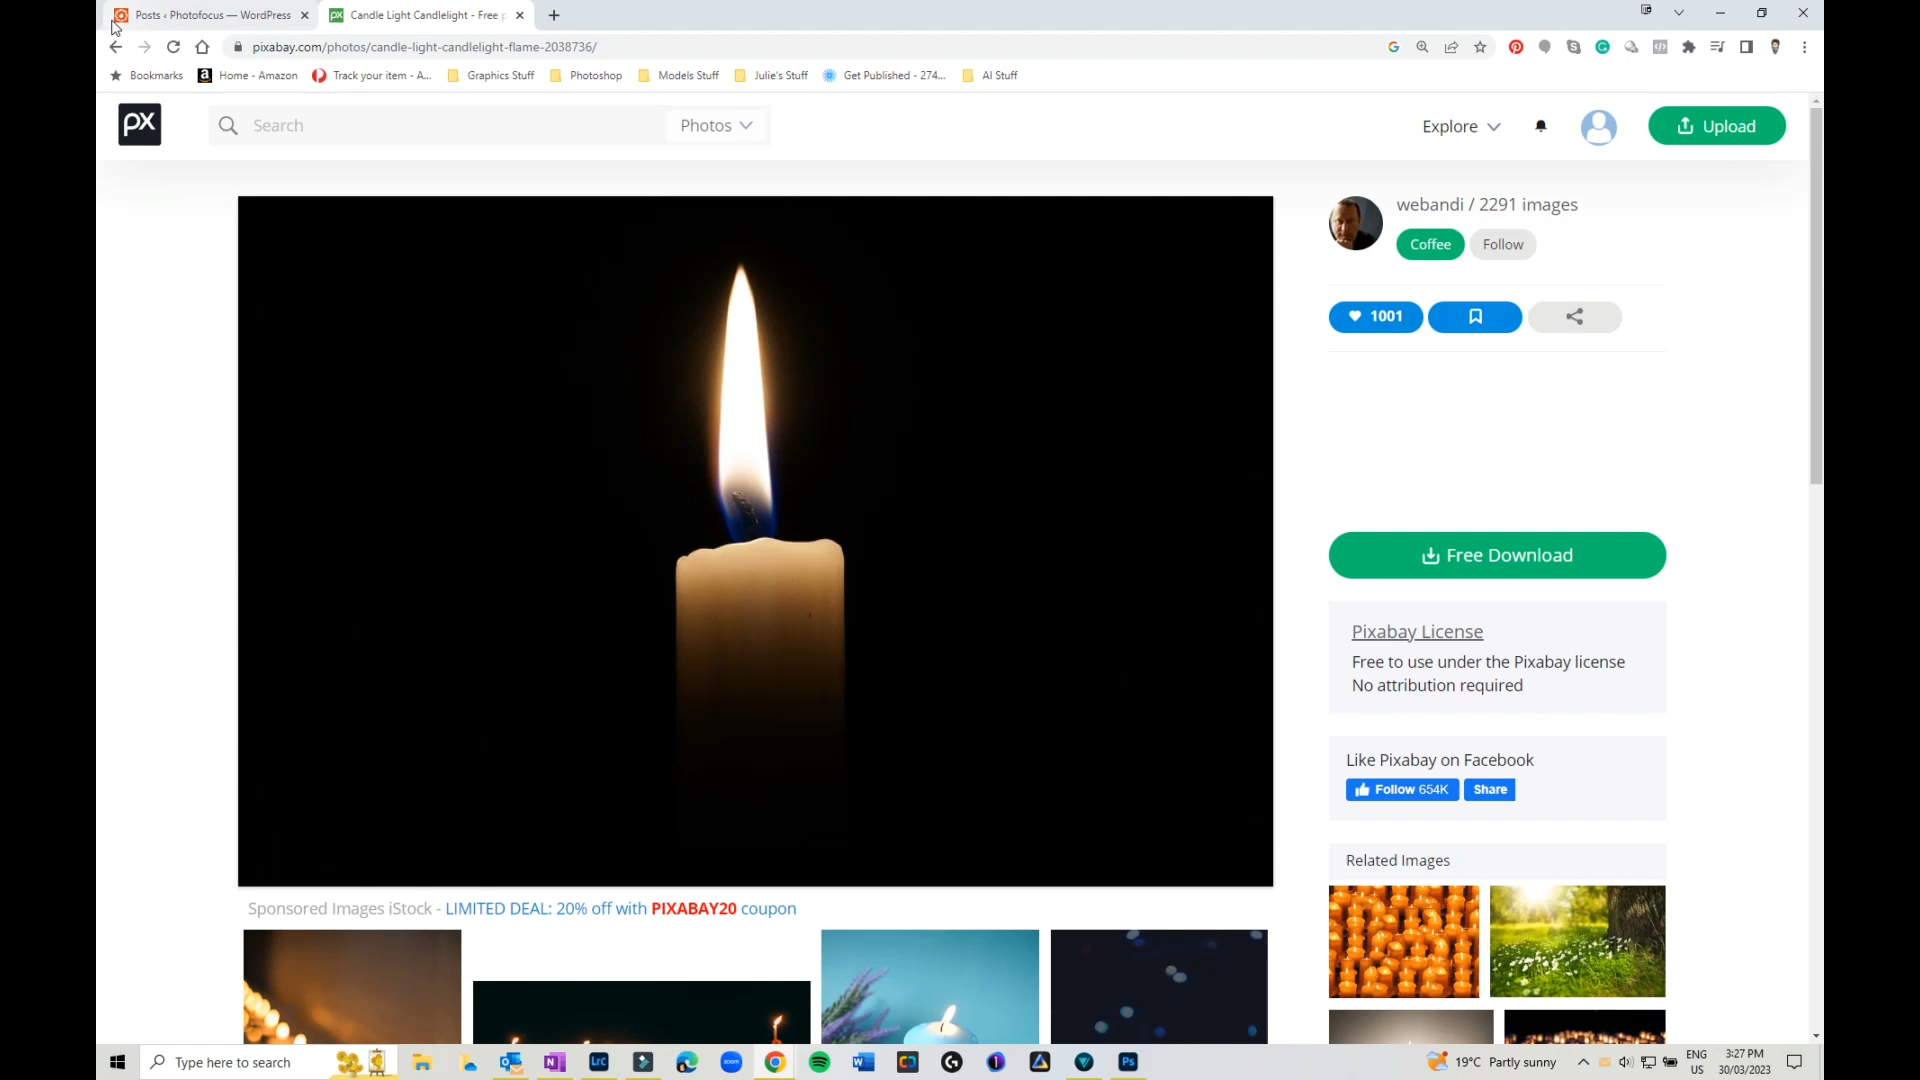 Posts ‹ Photofocus — WordPress
Candle Light Candlelight - Free p
pixabay.com/photos/candle-light-candlelight-flame-2038736/
Bookmarks
Home - Amazon
Track your item - A...
Graphics Stuff
Photoshop
Models Stuff
Julie's Stuff
Get Published - 274...
AI Stuff
px
Search
Photos
Explore
Upload
webandi / 2291 images
Coffee
Follow
1001
Free Download
Pixabay License
Free to use under the Pixabay license
No attribution required
Like Pixabay on Facebook
Follow 654K
Share
Related Images
Sponsored Images iStock - LIMITED DEAL: 20% off with PIXABAY20 coupon
Type here to search
LrC
zoom
Ps
19°C Partly sunny
ENG
US
3:27 PM
30/03/2023